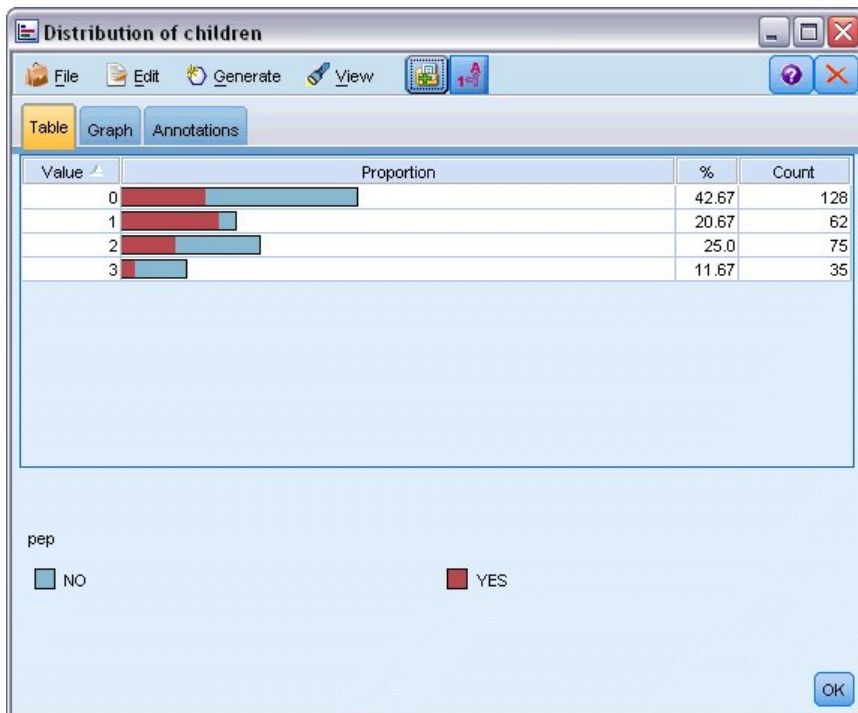 Distribution of children
File Edit Generate View
Table Graph Annotations
Value Proportion % Count
0 42.67 128
1 20.67 62
2 25.0 75
3 11.67 35
pep
NO YES
OK